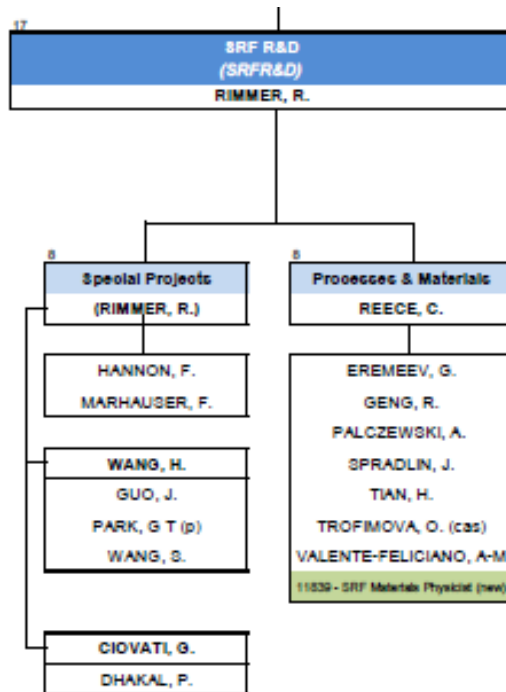 17
SRF R&D
(SRFR&D)
RIMMER, R.
8
Special Projects
(RIMMER, R.)
HANNON, F.
MARHAUSER, F.
WANG, H.
GUO, J.
PARK, G T (p)
WANG, S.
CIOVATI, G.
DHAKAL, P.
8
Processes & Materials
REECE, C.
EREMEEV, G.
GENG, R.
PALCZEWSKI, A.
SPRADLIN, J.
TIAN, H.
TROFIMOVA, O. (cas)
VALENTE-FELICIANO, A-M
11839 - SRF Materials Physicist (new)